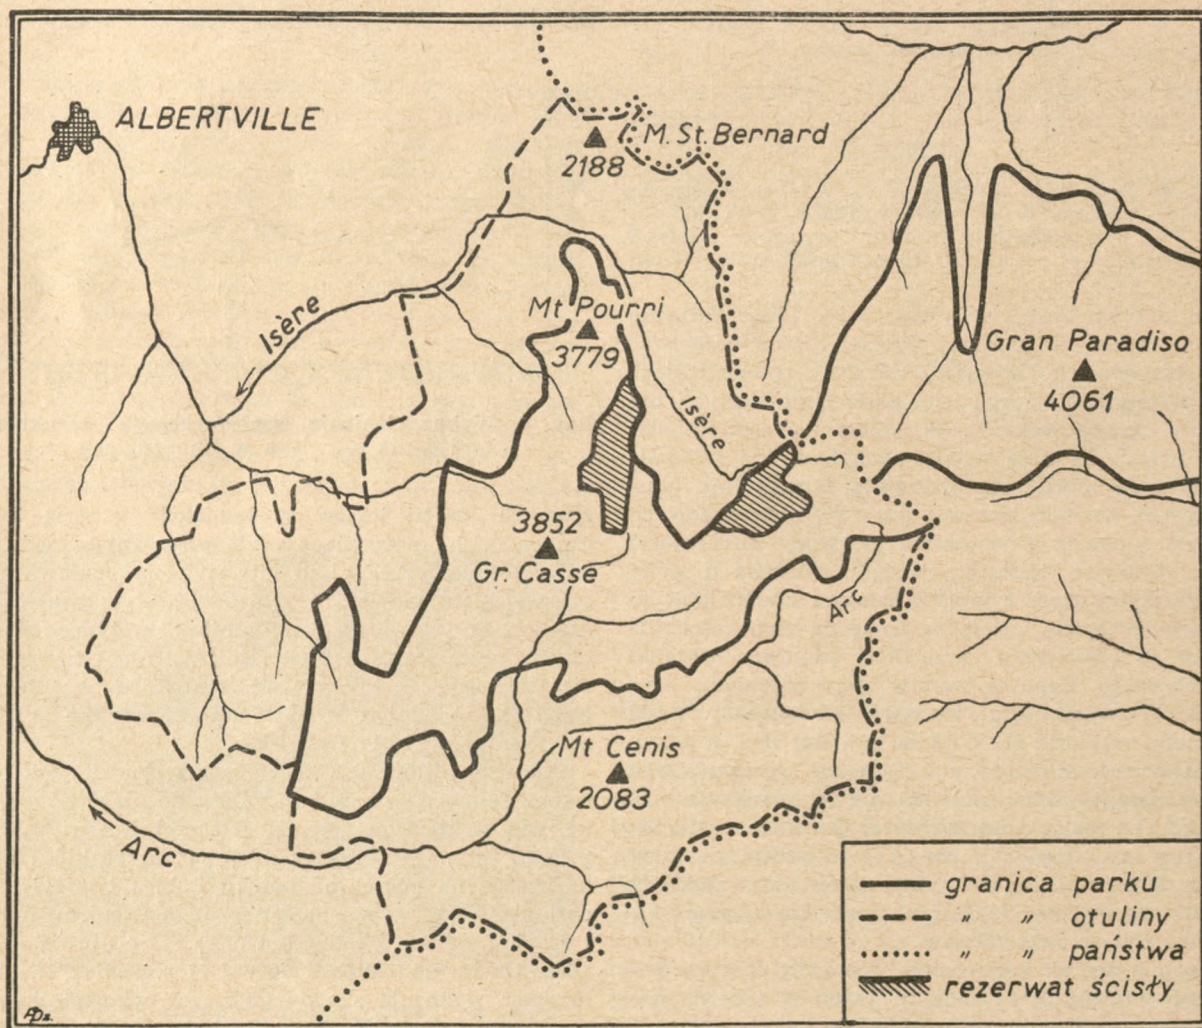 ALBERTVILLE
M. St. Bernard
2188
Isère
Mt Pourri
3779
Gran Paradiso
4061
Isère
3852
Gr. Casse
Arc
Mt Cenis
2083
Arc
granica parku
" " otuliny
" " państwa
rezerwat ścisły